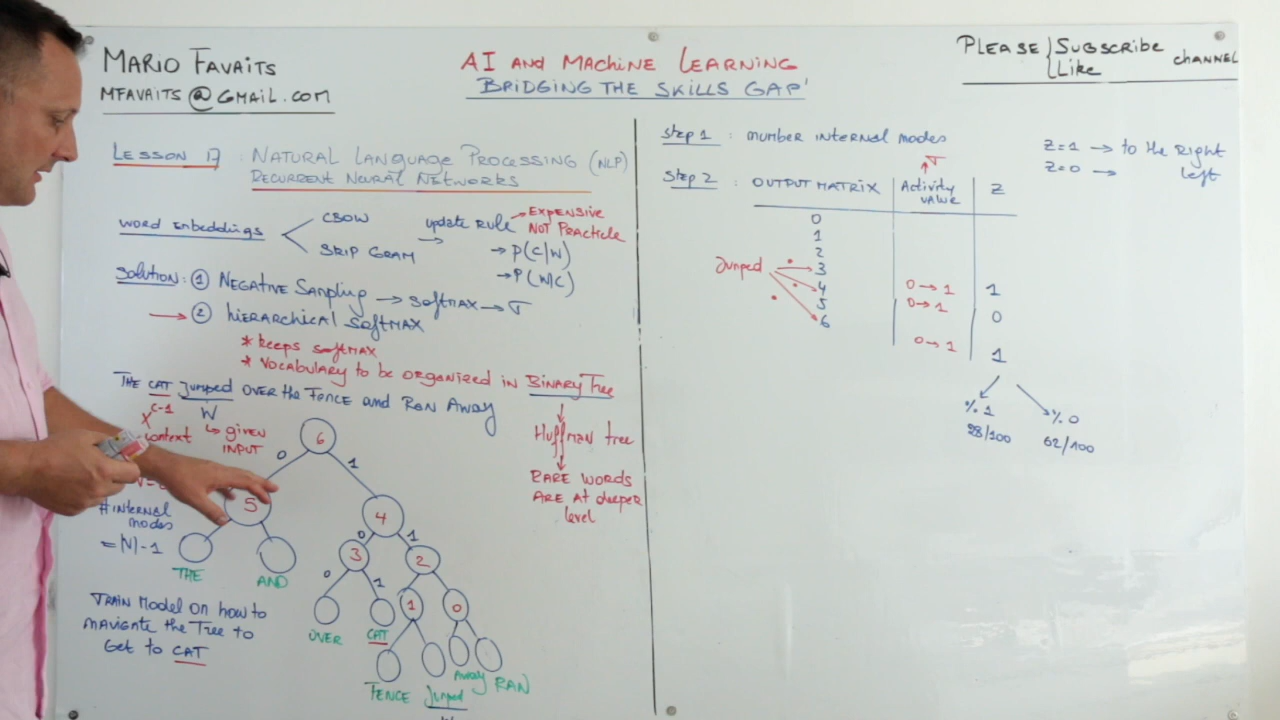 MARIO FAVAITS
MFAVAITS@GMAIL.COM
AI AND MACHINE LEARNING
'BRIDGING THE SKILLS GAP'
PLEASE Subscribe CHANNEL
Like
LESSON 17 : NATURAL LANGUAGE PROCESSING (NLP)
RECURRENT NEURAL NETWORKS
WORD EMBEDDINGS
CBOW
SKIP GRAM
update RULE
→ EXPENSIVE
NOT PRACTICLE
→ P(C/W)
→ P(W/C)
SOLUTION: ① NEGATIVE SAMPLING → SOFTMAX → σ
→ ② HIERARCHICAL SOFTMAX
* KEEPS SOFTMAX
* VOCABULARY TO BE ORGANIZED IN BINARY TREE
THE CAT Jumped OVER THE FENCE AND RAN AWAY
C-1
W
context
GIVEN
INPUT
HUFFMAN tree
RARE WORDS
ARE AT deeper
level
# internal
nodes
= |V|-1
6
0 1
5
4
0 1
3 2
0 1
1 0
THE AND
OVER CAT
FENCE Jumped AWAY RAN
W
TRAIN MODEL ON HOW TO
NAVIGATE THE TREE TO
GET TO CAT
Step 1 : NUMBER INTERNAL NODES
Step 2 : OUTPUT MATRIX Activity VALUE Z
σ
Z=1 → to the RIGHT
Z=0 → left
0
1
2
Jumped 3
4 0→1 1
5 0→1 0
6 0→1 1
% 1
% 0
38/100
62/100